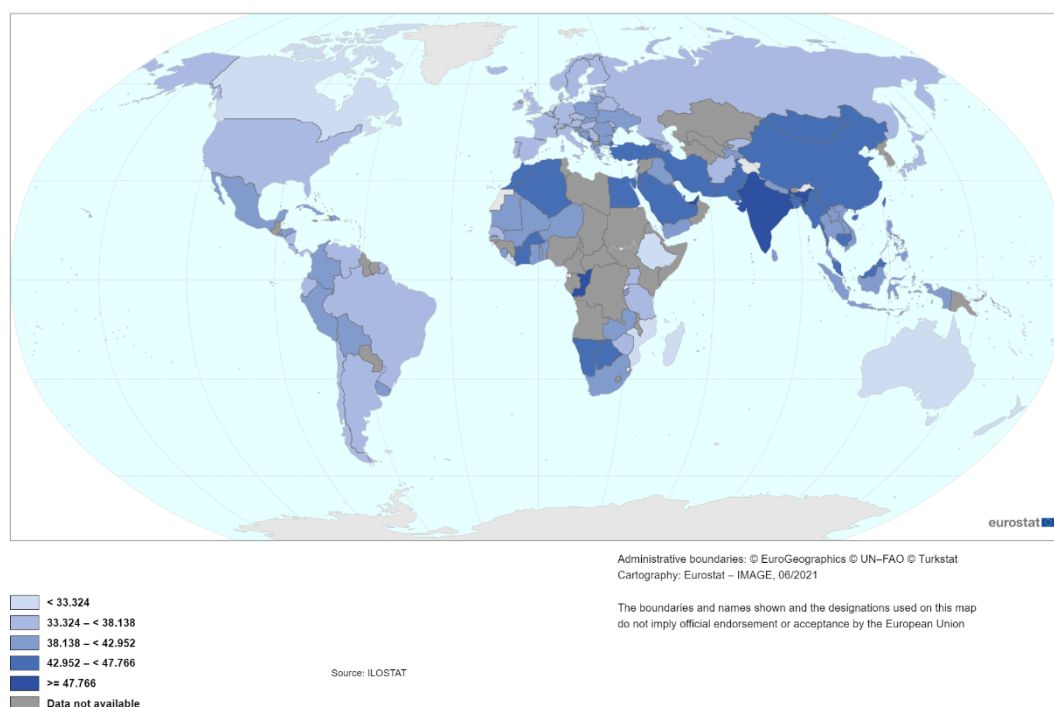 eurostat
Administrative boundaries: © EuroGeographics © UN–FAO © Turkstat
Cartography: Eurostat – IMAGE, 06/2021
The boundaries and names shown and the designations used on this map
do not imply official endorsement or acceptance by the European Union
< 33.324
33.324 – < 38.138
38.138 – < 42.952
42.952 – < 47.766
>= 47.766
Data not available
Source: ILOSTAT